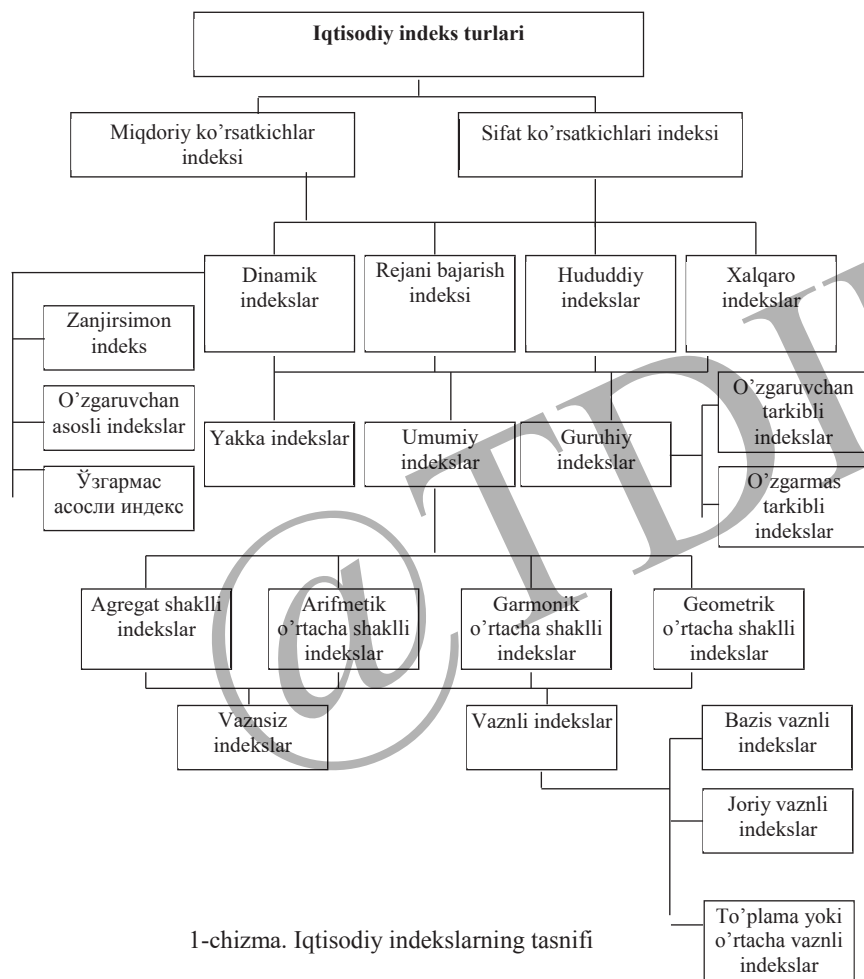 Iqtisodiy indeks turlari
Miqdoriy ko’rsatkichlar
indeksi
Sifat ko’rsatkichlari indeksi
Dinamik
indekslar
Rejani bajarish
indeksi
Hududdiy
indekslar
Xalqaro
indekslar
Zanjirsimon
indeks
O’zgaruvchan
asosli indekslar
Ўзгармас
асосли индекс
Yakka indekslar
Umumiy
indekslar
Guruhiy
indekslar
O’zgaruvchan
tarkibli
indekslar
O’zgarmas
tarkibli
indekslar
Agregat shaklli
indekslar
Arifmetik
o’rtacha shaklli
indekslar
Garmonik
o’rtacha shaklli
indekslar
Geometrik
o’rtacha shaklli
indekslar
Vaznsiz
indekslar
Vaznli indekslar
Bazis vaznli
indekslar
Joriy vaznli
indekslar
To’plama yoki
o’rtacha vaznli
indekslar
1-chizma. Iqtisodiy indekslarning tasnifi